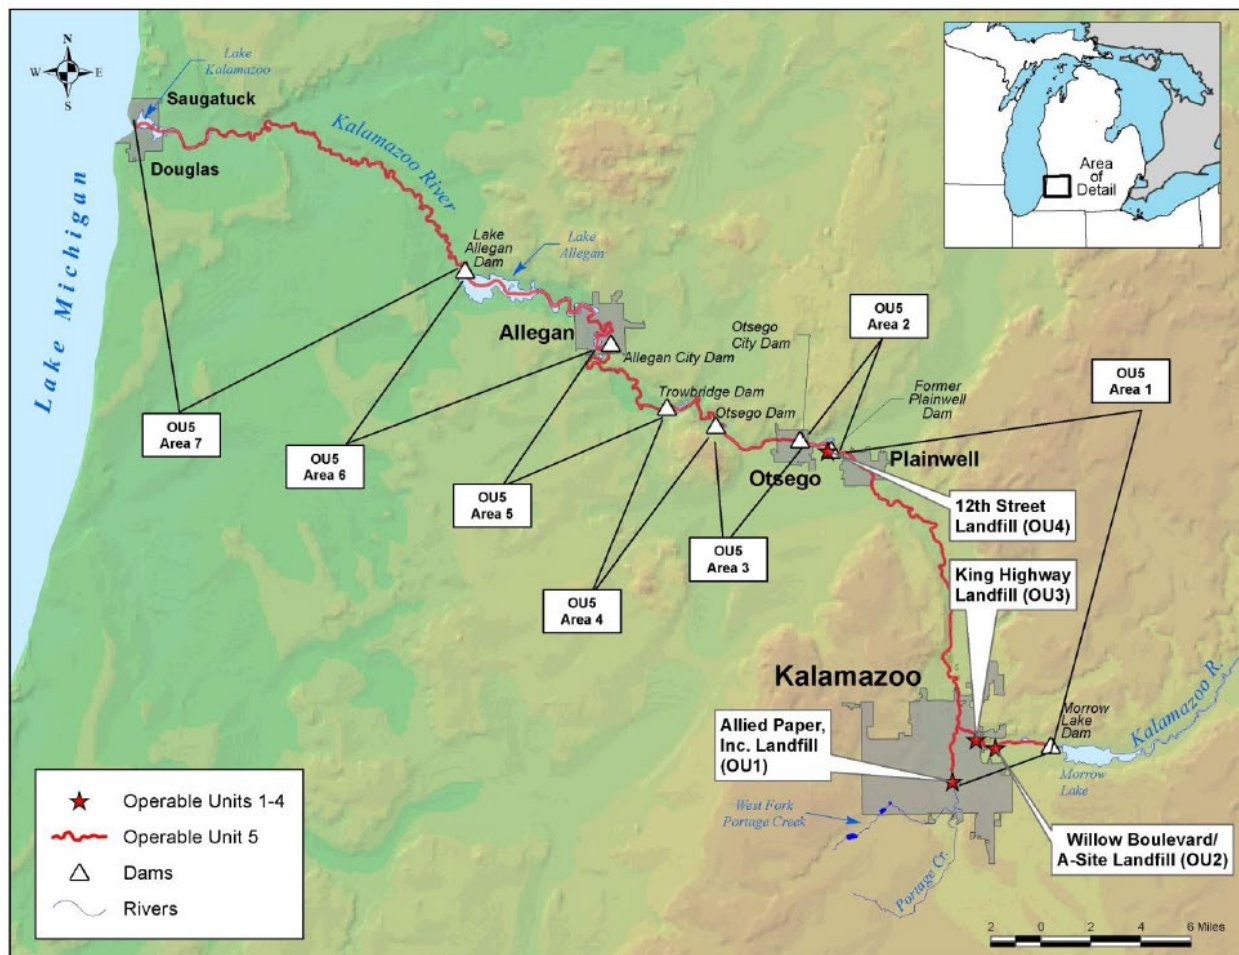 N
W
E
S
Lake
Kalamazoo
Saugatuck
Douglas
Kalamazoo River
Lake Michigan
Lake
Allegan
Dam
Lake
Allegan
Allegan
Allegan City Dam
Trowbridge Dam
Otsego Dam
Otsego
City Dam
Former
Plainwell
Dam
Otsego
Plainwell
OU5
Area 1
OU5
Area 2
OU5
Area 3
OU5
Area 4
OU5
Area 5
OU5
Area 6
OU5
Area 7
12th Street
Landfill (OU4)
King Highway
Landfill (OU3)
Kalamazoo
Allied Paper,
Inc. Landfill
(OU1)
Morrow
Lake
Dam
Kalamazoo R.
Morrow
Lake
West Fork
Portage Creek
Portage Cr.
Willow Boulevard/
A-Site Landfill (OU2)
Area
of
Detail
Operable Units 1-4
Operable Unit 5
Dams
Rivers
2 0 2 4 6 Miles